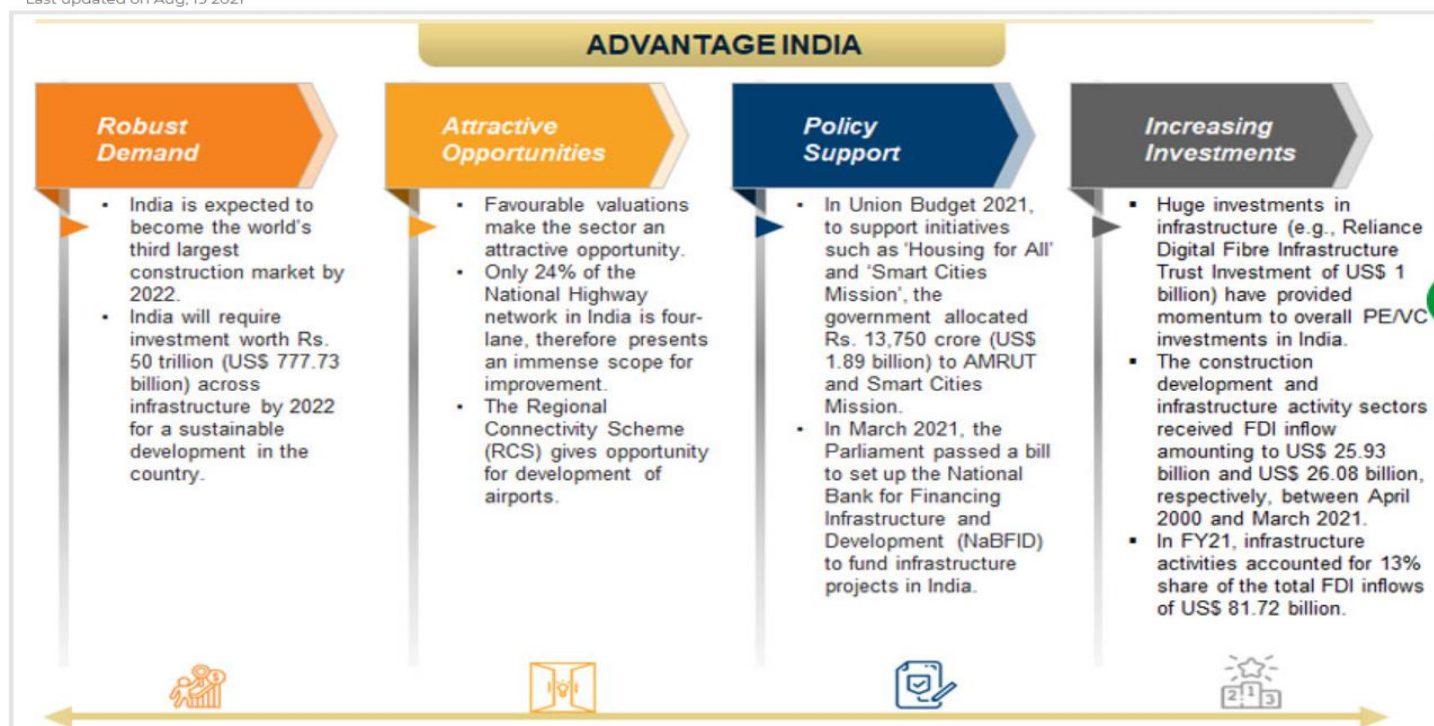 Last updated on Aug, 19 2021
ADVANTAGE INDIA
Robust
Demand
• India is expected to
become the world's
third largest
construction market by
2022.
• India will require
investment worth Rs.
50 trillion (US$ 777.73
billion) across
infrastructure by 2022
for a sustainable
development in the
country.
Attractive
Opportunities
• Favourable valuations
make the sector an
attractive opportunity.
• Only 24% of the
National Highway
network in India is four-
lane, therefore presents
an immense scope for
improvement.
• The Regional
Connectivity Scheme
(RCS) gives opportunity
for development of
airports.
Policy
Support
• In Union Budget 2021,
to support initiatives
such as 'Housing for All'
and 'Smart Cities
Mission', the
government allocated
Rs. 13,750 crore (US$
1.89 billion) to AMRUT
and Smart Cities
Mission.
• In March 2021, the
Parliament passed a bill
to set up the National
Bank for Financing
Infrastructure and
Development (NaBFID)
to fund infrastructure
projects in India.
Increasing
Investments
▪ Huge investments in
infrastructure (e.g., Reliance
Digital Fibre Infrastructure
Trust Investment of US$ 1
billion) have provided
momentum to overall PE/VC
investments in India.
▪ The construction
development and
infrastructure activity sectors
received FDI inflow
amounting to US$ 25.93
billion and US$ 26.08 billion,
respectively, between April
2000 and March 2021.
▪ In FY21, infrastructure
activities accounted for 13%
share of the total FDI inflows
of US$ 81.72 billion.
2 1 3